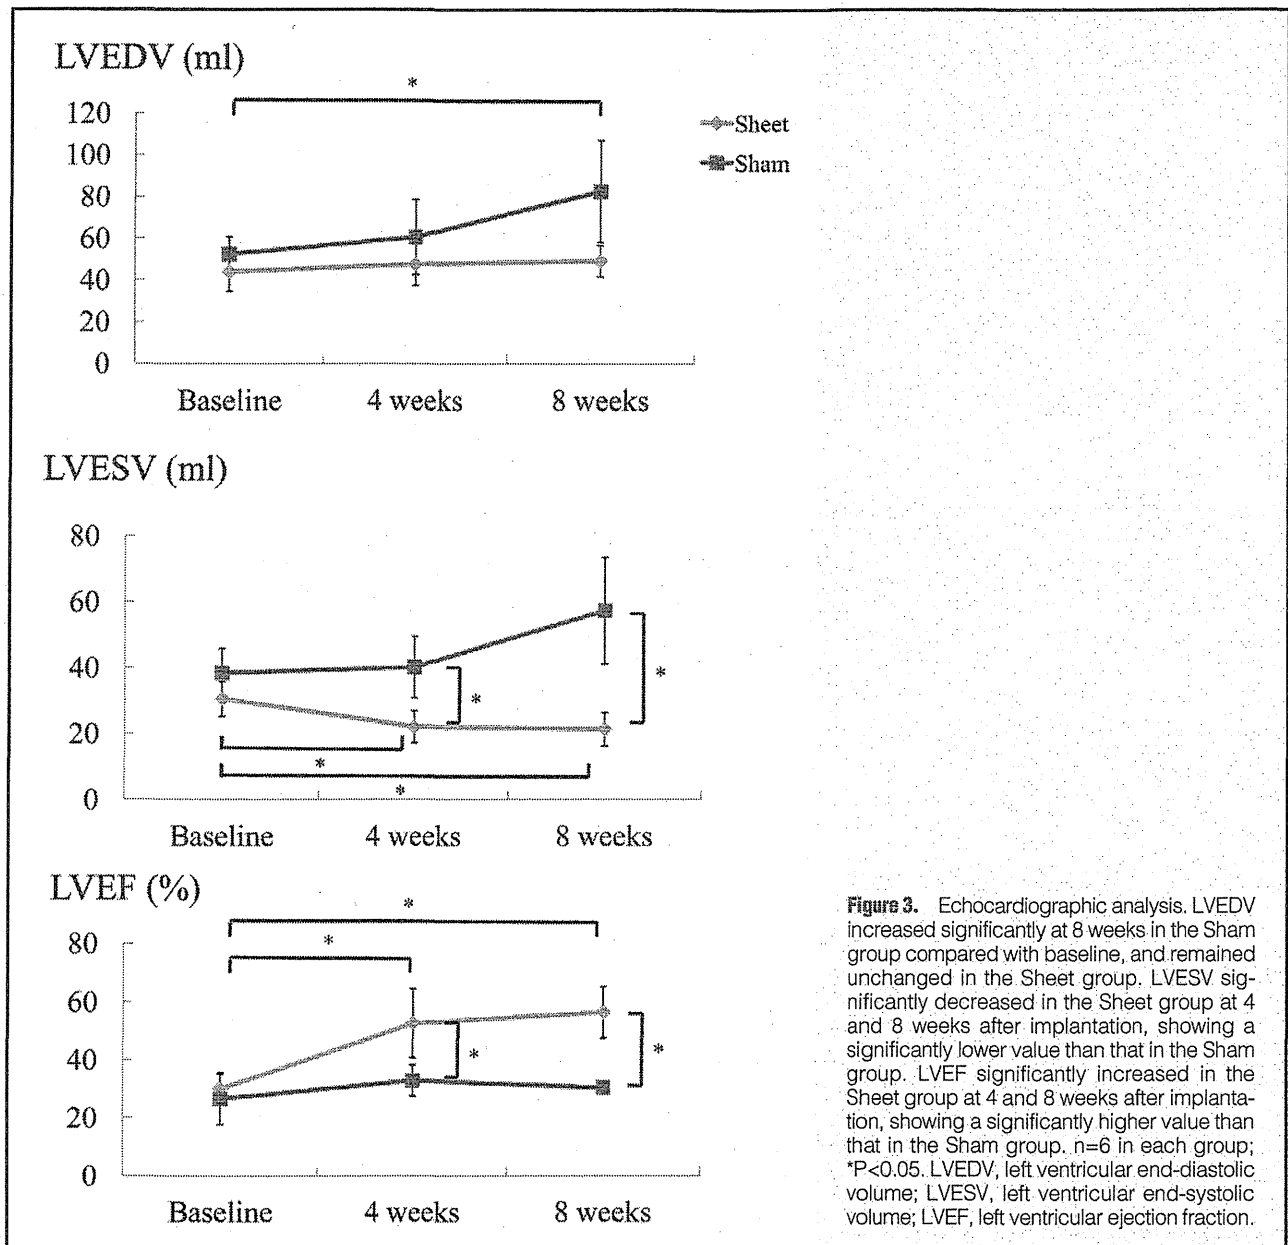 LVEDV (ml)
*
120
100
80
60
40
20
0
Sheet
Sham
Baseline 4 weeks 8 weeks
LVESV (ml)
80
60
40
20
0
*
*
*
*
Baseline 4 weeks 8 weeks
LVEF (%)
80
60
40
20
0
*
*
*
*
Baseline 4 weeks 8 weeks
Figure 3. Echocardiographic analysis. LVEDV
increased significantly at 8 weeks in the Sham
group compared with baseline, and remained
unchanged in the Sheet group. LVESV sig-
nificantly decreased in the Sheet group at 4
and 8 weeks after implantation, showing a
significantly lower value than that in the Sham
group. LVEF significantly increased in the
Sheet group at 4 and 8 weeks after implanta-
tion, showing a significantly higher value than
that in the Sham group. n=6 in each group;
*P<0.05. LVEDV, left ventricular end-diastolic
volume; LVESV, left ventricular end-systolic
volume; LVEF, left ventricular ejection fraction.